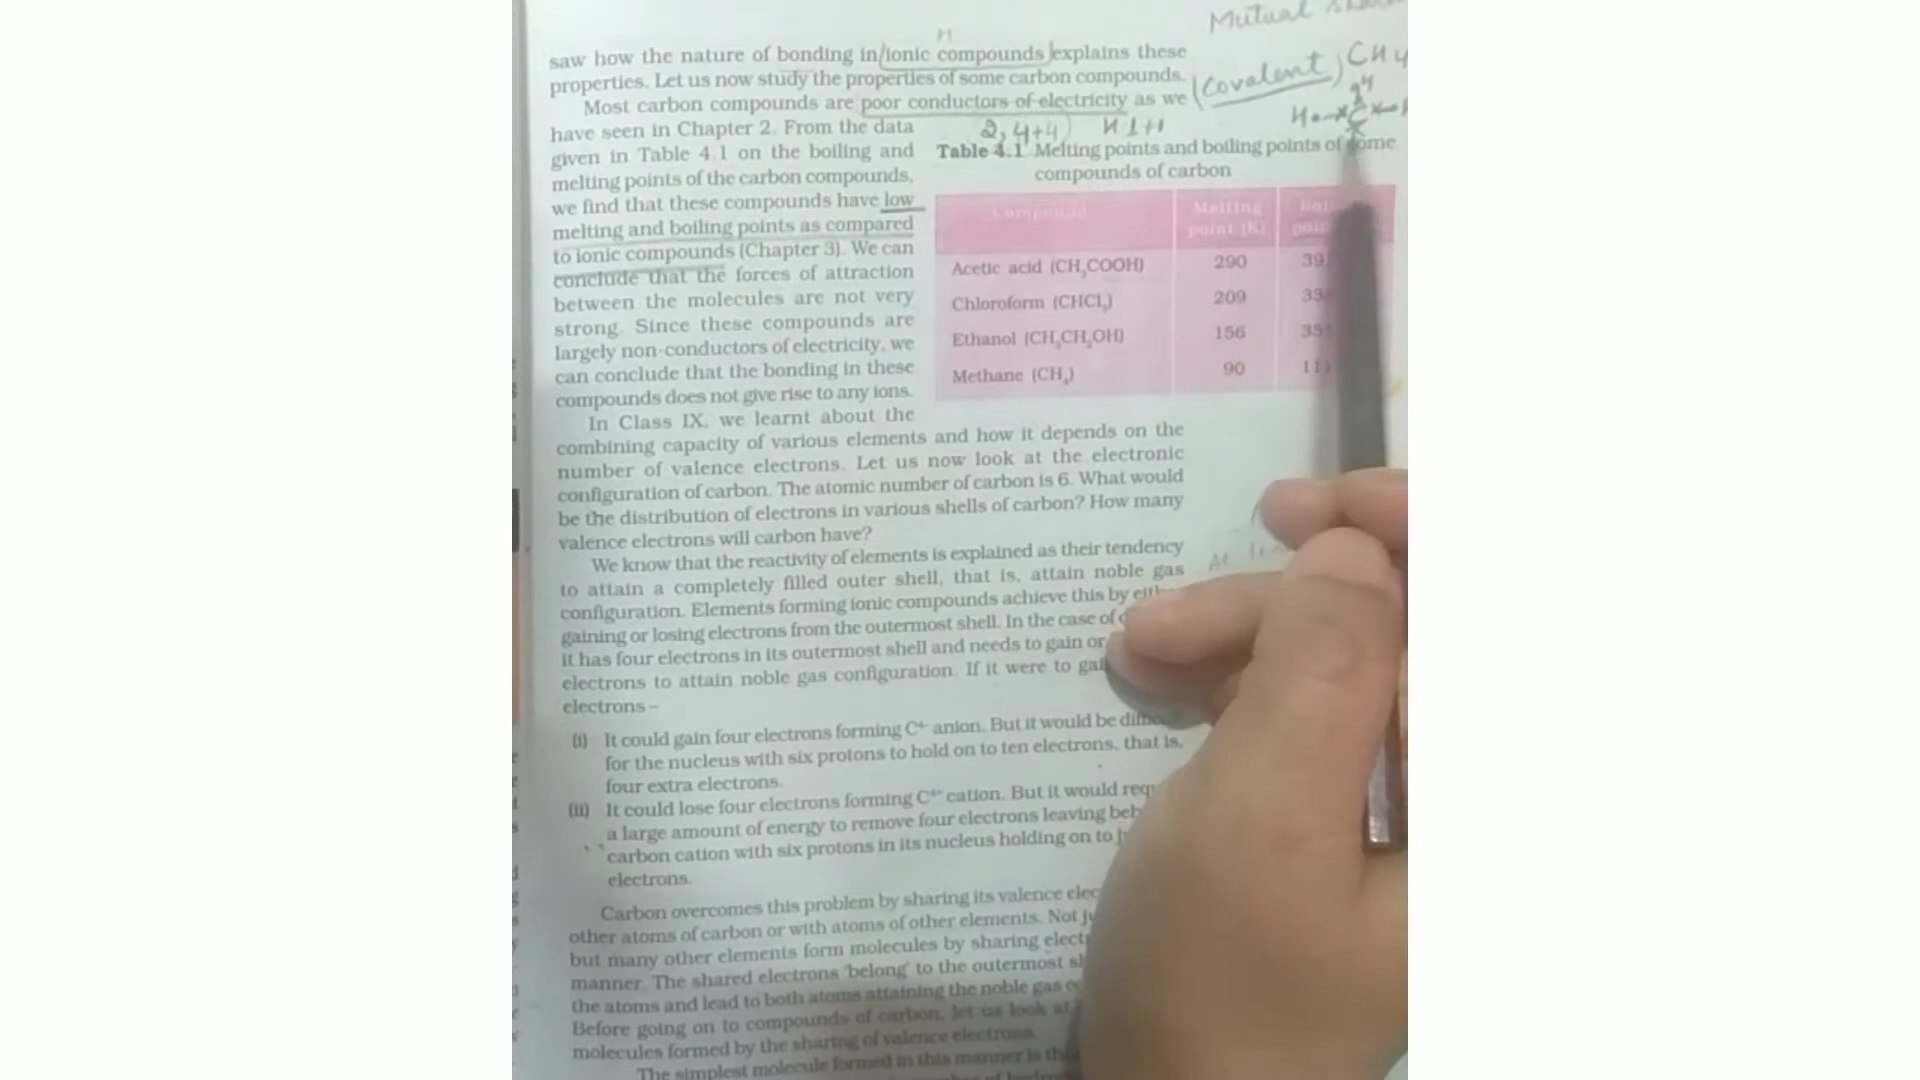 Mutual
saw how the nature of bonding in ionic compounds explains these
properties. Let us now study the properties of some carbon compounds.
(Covalent) CH4
Most carbon compounds are poor conductors of electricity as we
have seen in Chapter 2. From the data
given in Table 4.1 on the boiling and
melting points of the carbon compounds,
we find that these compounds have low
melting and boiling points as compared
to ionic compounds (Chapter 3). We can
conclude that the forces of attraction
between the molecules are not very
strong. Since these compounds are
largely non-conductors of electricity, we
can conclude that the bonding in these
compounds does not give rise to any ions.
2, 4+4) H 1+1
Table 4.1 Melting points and boiling points of some
compounds of carbon
Compound Melting point (K)
Acetic acid (CH₃COOH) 290
Chloroform (CHCl₃) 209
Ethanol (CH₃CH₂OH) 156
Methane (CH₄) 90
In Class IX, we learnt about the
combining capacity of various elements and how it depends on the
number of valence electrons. Let us now look at the electronic
configuration of carbon. The atomic number of carbon is 6. What would
be the distribution of electrons in various shells of carbon? How many
valence electrons will carbon have?
We know that the reactivity of elements is explained as their tendency
to attain a completely filled outer shell, that is, attain noble gas
configuration. Elements forming ionic compounds achieve this by
gaining or losing electrons from the outermost shell. In the case of
it has four electrons in its outermost shell and needs to gain or
electrons to attain noble gas configuration. If it were to
electrons –
(i) It could gain four electrons forming C⁴⁻ anion. But it would be
for the nucleus with six protons to hold on to ten electrons, that is,
four extra electrons.
(ii) It could lose four electrons forming C⁴⁺ cation. But it would
a large amount of energy to remove four electrons leaving
carbon cation with six protons in its nucleus holding on to
electrons.
Carbon overcomes this problem by sharing its valence
other atoms of carbon or with atoms of other elements. Not
but many other elements form molecules by sharing
manner. The shared electrons 'belong' to the outermost
the atoms and lead to both atoms attaining the noble gas
Before going on to compounds of carbon, let us look at
molecules formed by the sharing of valence electrons.
The simplest molecule formed in this manner is